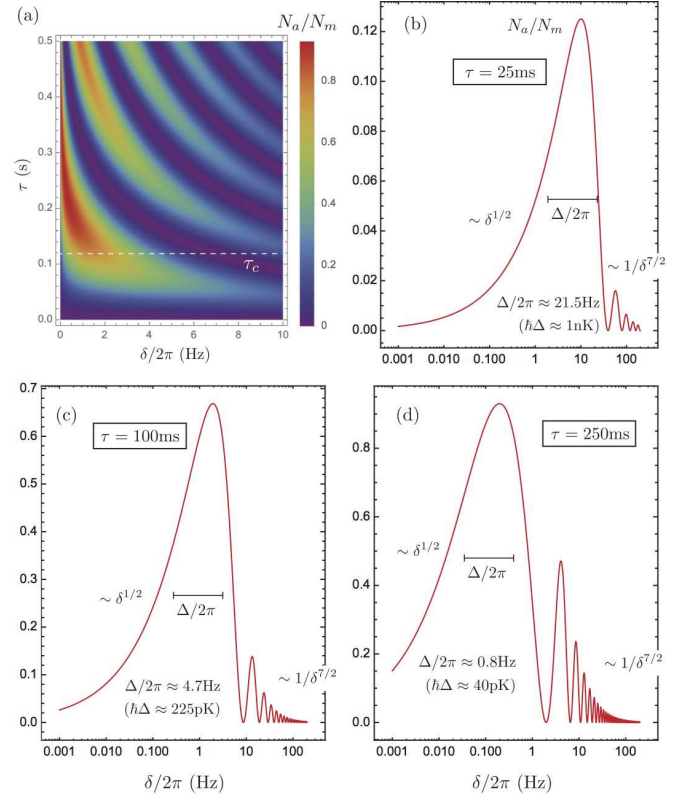 (a)
N_a/N_m
0.5
0.4
0.3
0.2
0.1
0.0
τ (s)
τ_c
0 2 4 6 8 10
δ/2π (Hz)
0.8
0.6
0.4
0.2
0
(b)
N_a/N_m
τ = 25ms
0.12
0.10
0.08
0.06
0.04
0.02
0.00
∼ δ^{1/2}
Δ/2π
∼ 1/δ^{7/2}
Δ/2π ≈ 21.5Hz
(ħΔ ≈ 1nK)
0.001 0.010 0.100 1 10 100
(c)
τ = 100ms
0.7
0.6
0.5
0.4
0.3
0.2
0.1
0.0
∼ δ^{1/2}
Δ/2π
∼ 1/δ^{7/2}
Δ/2π ≈ 4.7Hz
(ħΔ ≈ 225pK)
0.001 0.010 0.100 1 10 100
δ/2π (Hz)
(d)
τ = 250ms
0.8
0.6
0.4
0.2
0.0
∼ δ^{1/2}
Δ/2π
∼ 1/δ^{7/2}
Δ/2π ≈ 0.8Hz
(ħΔ ≈ 40pK)
0.001 0.010 0.100 1 10 100
δ/2π (Hz)